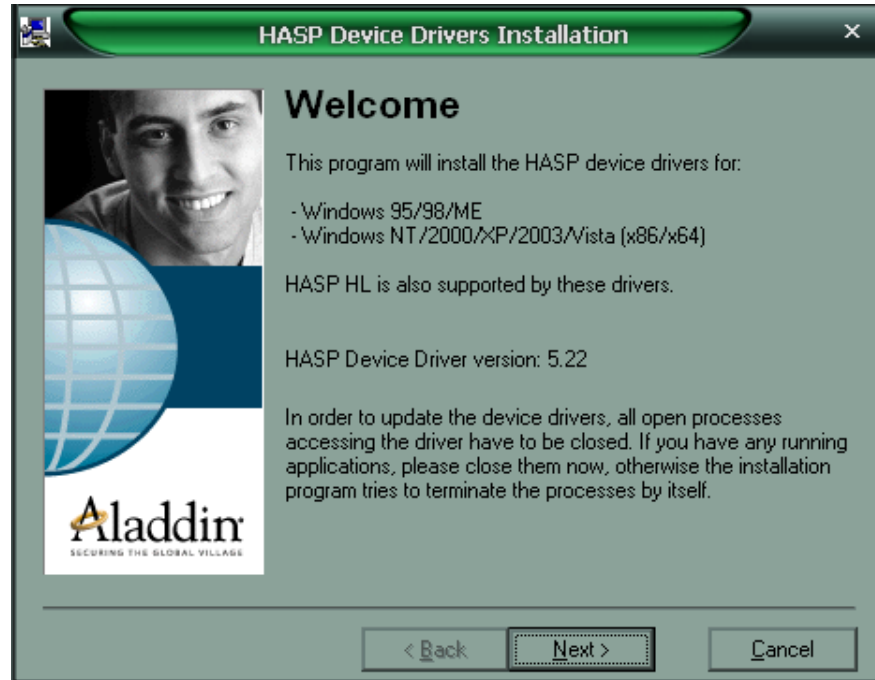 HASP Device Drivers Installation
Welcome
This program will install the HASP device drivers for:
- Windows 95/98/ME
- Windows NT/2000/XP/2003/Vista (x86/x64)
HASP HL is also supported by these drivers.
HASP Device Driver version: 5.22
In order to update the device drivers, all open processes
accessing the driver have to be closed. If you have any running
applications, please close them now, otherwise the installation
program tries to terminate the processes by itself.
Aladdin
SECURING THE GLOBAL VILLAGE
< Back
Next >
Cancel